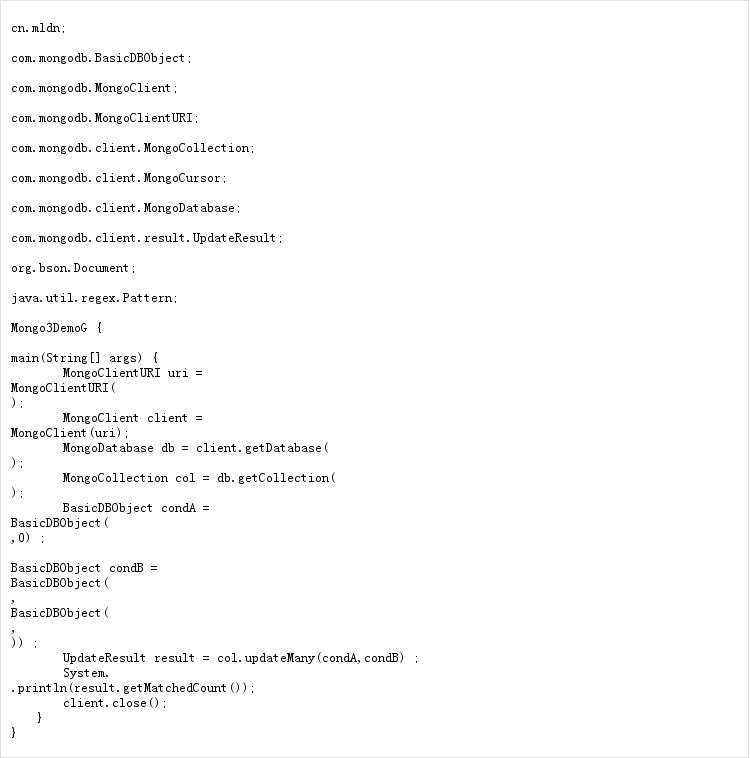 cn.mldn;
com.mongodb.BasicDBObject;
com.mongodb.MongoClient;
com.mongodb.MongoClientURI;
com.mongodb.client.MongoCollection;
com.mongodb.client.MongoCursor;
com.mongodb.client.MongoDatabase;
com.mongodb.client.result.UpdateResult;
org.bson.Document;
java.util.regex.Pattern;
Mongo3DemoG {
main(String[] args) {
MongoClientURI uri =
MongoClientURI(
);
MongoClient client =
MongoClient(uri);
MongoDatabase db = client.getDatabase(
);
MongoCollection col = db.getCollection(
);
BasicDBObject condA =
BasicDBObject(
,0) ;
BasicDBObject condB =
BasicDBObject(
,
BasicDBObject(
,
)) ;
UpdateResult result = col.updateMany(condA,condB) ;
System.
.println(result.getMatchedCount());
client.close();
}
}